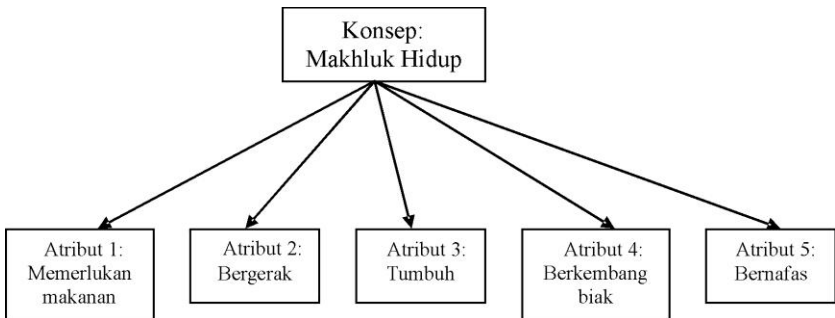 Konsep:
Makhluk Hidup
Atribut 1:
Memerlukan
makanan
Atribut 2:
Bergerak
Atribut 3:
Tumbuh
Atribut 4:
Berkembang
biak
Atribut 5:
Bernafas